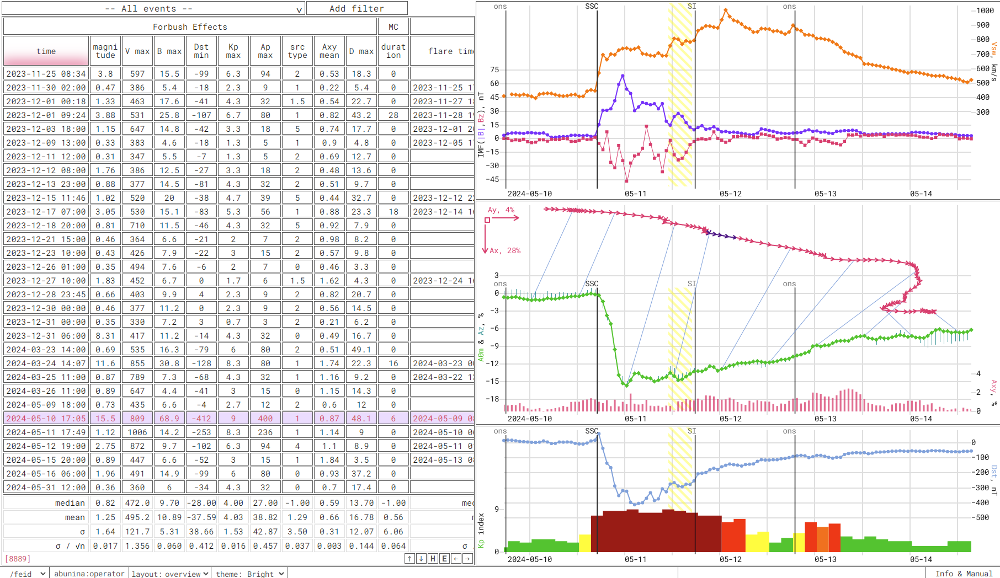 -- All events -- v Add filter
Forbush Effects MC
time magnitude V max B max Dst min Kp max Ap max src type Axy mean D max duration flare time
2023-11-25 08:34 3.8 597 15.5 -99 6.3 94 2 0.53 18.3 0
2023-11-30 02:00 0.47 386 5.4 -18 2.3 9 1 0.22 5.4 0 2023-11-25 1
2023-12-01 00:18 1.33 463 17.6 -41 4.3 32 1.5 0.54 22.7 0 2023-11-27 1
2023-12-01 09:24 3.88 531 25.8 -107 6.7 80 1 0.82 43.2 28 2023-11-28 1
2023-12-03 18:00 1.15 647 14.8 -42 3.3 18 5 0.74 17.7 0 2023-12-01 2
2023-12-09 13:00 0.33 383 4.6 -18 1.3 5 1 0.9 4.8 0 2023-12-05 1
2023-12-11 12:00 0.31 347 5.5 -7 1.3 5 2 0.69 12.7 0
2023-12-12 08:00 1.76 386 12.5 -27 3.3 18 2 0.48 13.6 0
2023-12-13 23:00 0.88 377 14.5 -81 4.3 32 2 0.51 9.7 0
2023-12-15 11:46 1.02 520 20 -38 4.7 39 5 0.44 32.7 0 2023-12-12 2
2023-12-17 07:00 3.05 530 15.1 -83 5.3 56 1 0.88 23.3 18 2023-12-14 1
2023-12-18 20:00 0.81 710 11.5 -46 4.3 32 5 0.92 7.9 0
2023-12-21 15:00 0.46 364 6.6 -21 2 7 2 0.98 8.2 0
2023-12-23 10:00 0.43 426 7.9 -22 3 15 2 0.57 9.8 0
2023-12-26 01:00 0.35 494 7.6 -6 2 7 0 0.46 3.3 0
2023-12-27 10:00 1.83 452 6.7 0 1.7 6 1.5 1.62 4.3 0 2023-12-24 1
2023-12-28 23:45 0.66 403 9.9 4 2.3 9 2 0.82 20.7 0
2023-12-30 00:00 0.46 377 11.2 0 2.3 9 2 0.56 14.5 0
2023-12-31 00:00 0.35 330 7.2 3 0.7 3 2 0.21 6.2 0
2023-12-31 06:00 8.31 417 11.2 -14 4.3 32 0 0.49 16.7 0
2024-03-23 14:00 0.69 535 16.3 -79 6 80 2 0.51 49.1 0
2024-03-24 14:07 11.6 855 30.8 -128 8.3 80 1 1.74 22.3 16 2024-03-23 0
2024-03-25 11:00 0.87 789 7.3 -68 4.3 32 1 1.16 9.2 0 2024-03-22 1
2024-03-26 11:00 0.89 647 4.4 -41 3 15 0 1.15 14.3 0
2024-05-09 18:00 0.73 435 6.6 -4 2.7 12 2 0.6 12 0
2024-05-10 17:05 15.5 809 68.9 -412 9 400 1 0.87 48.1 6 2024-05-09 0
2024-05-11 17:49 1.12 1006 14.2 -253 8.3 236 1 1.14 9 0 2024-05-10 0
2024-05-12 19:00 2.75 872 9.7 -102 6.3 94 4 1.1 8.9 0 2024-05-11 0
2024-05-15 20:00 0.89 447 6.6 -52 3 15 1 1.84 3.5 0 2024-05-13 0
2024-05-16 06:00 1.96 491 14.9 -99 6 80 0 0.93 37.2 0
2024-05-31 12:00 0.36 360 6 -34 4.3 32 0 0.7 17.4 0
median 0.82 472.0 9.70 -28.00 4.00 27.00 -1.00 0.59 13.70 -1.00
mean 1.25 495.2 10.89 -37.59 4.03 38.82 1.29 0.66 16.78 0.56
σ 1.64 121.7 5.31 38.66 1.53 42.87 3.50 0.31 12.07 6.06
σ / √n 0.017 1.356 0.060 0.412 0.016 0.457 0.037 0.003 0.144 0.064 σ
[8889] ↑ ↓ H E ← →
/feid abunina:operator layout: overview theme: Bright Info & Manual
ons SSC SI ons
75
60
45
30
15
0
-15
-30
-45
IMF(|B|,Bz), nT
1000
900
800
700
600
500
400
300
Vsw, km/s
2024-05-10 05-11 05-12 05-13 05-14
Ay, 4%
Ax, 28%
ons SSC SI ons
3
0
-3
-6
-9
-12
-15
-18
A0m & Az, %
4
2
0
Axy, %
2024-05-10 05-11 05-12 05-13 05-14
ons SSC SI ons
9
0
Kp index
0
-100
-200
-300
-400
-500
Dst, nT
2024-05-10 05-11 05-12 05-13 05-14